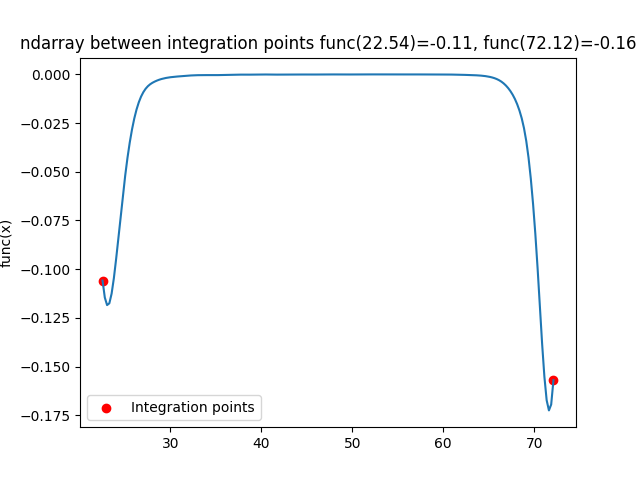 ndarray between integration points func(22.54)=-0.11, func(72.12)=-0.16
0.000
−0.025
−0.050
−0.075
−0.100
−0.125
−0.150
−0.175
func(x)
Integration points
30 40 50 60 70